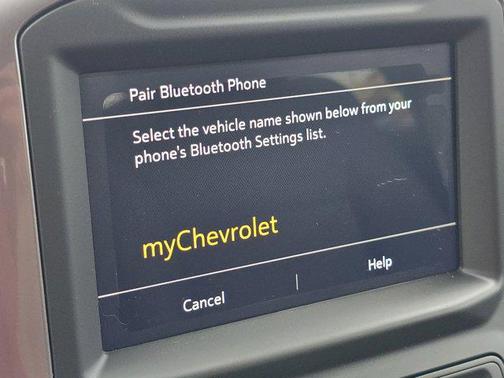 Pair Bluetooth Phone
Select the vehicle name shown below from your
phone's Bluetooth Settings list.
myChevrolet
Cancel
Help